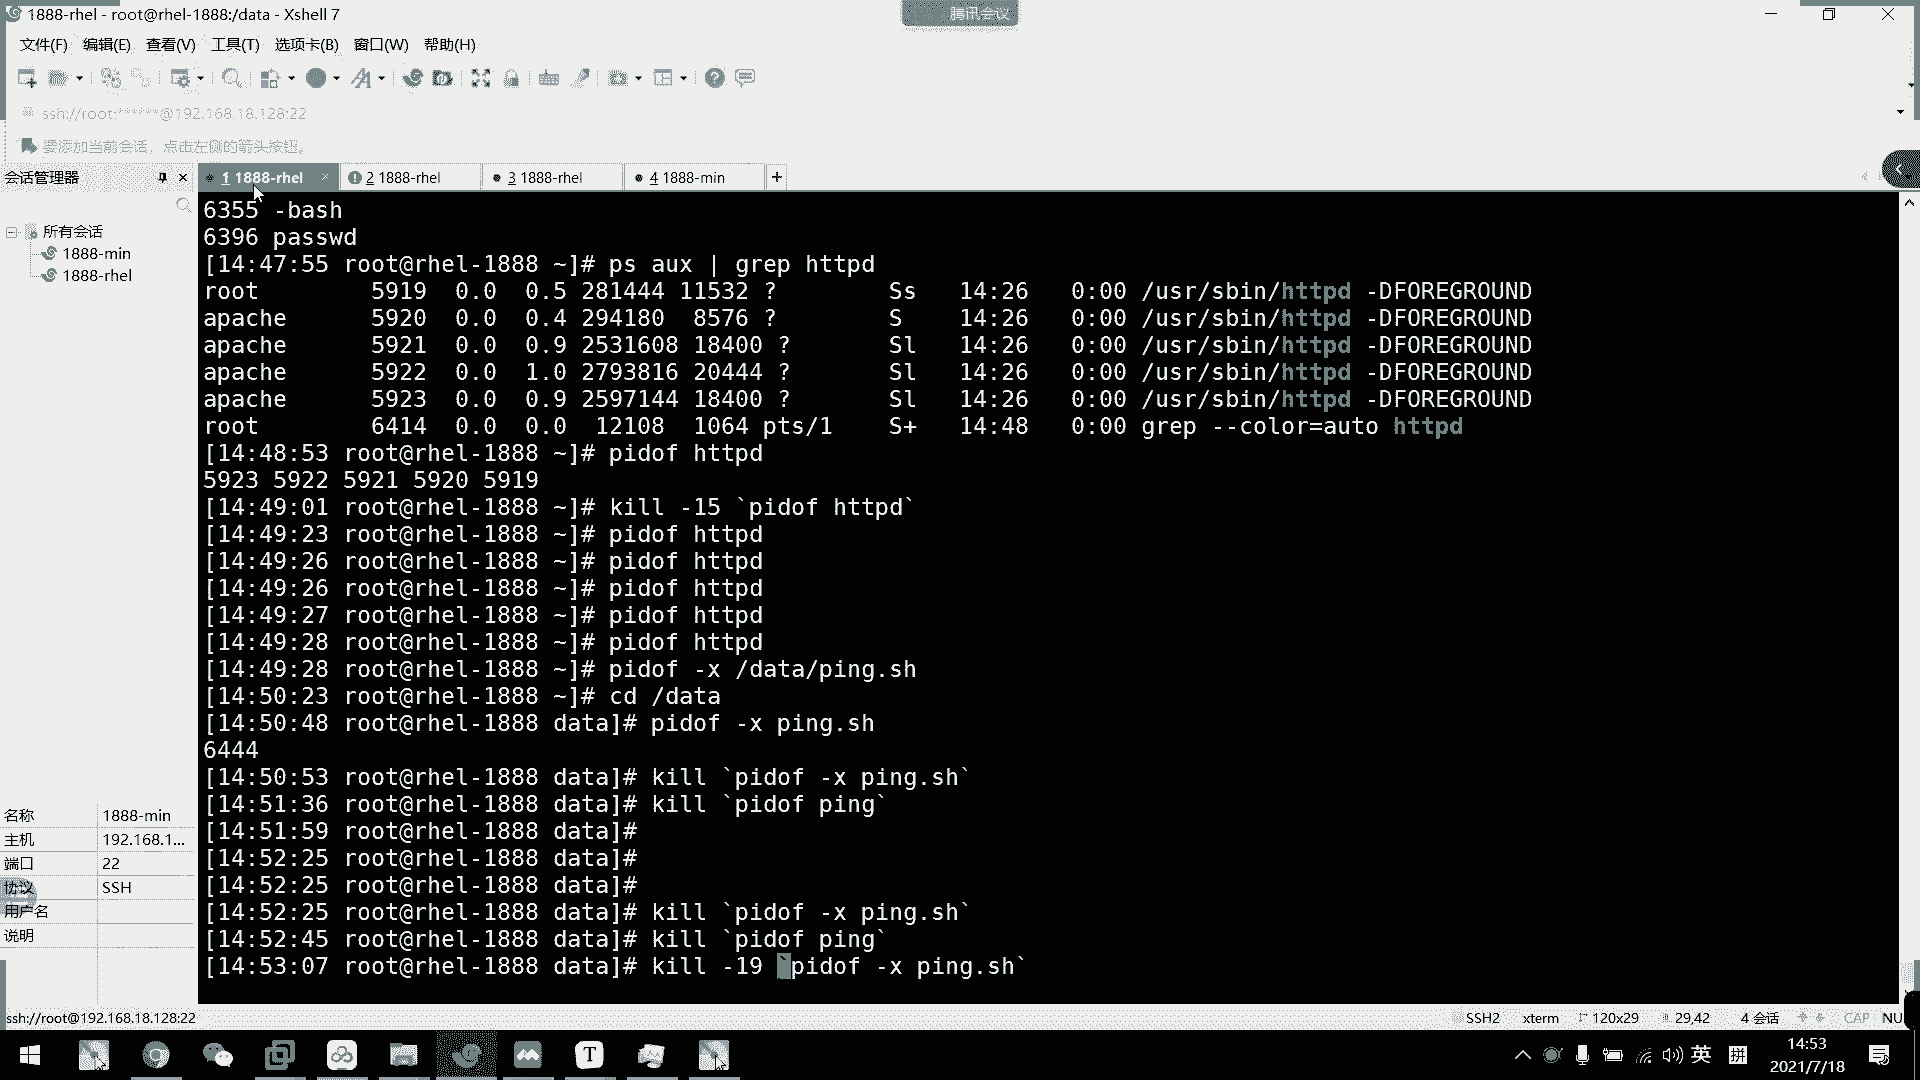 1888-rhel - root@rhel-1888:/data - Xshell 7
腾讯会议
文件(F) 编辑(E) 查看(V) 工具(T) 选项卡(B) 窗口(W) 帮助(H)
ssh://root:******@192.168.18.128:22
要添加当前会话，点击左侧的箭头按钮。
会话管理器
1 1888-rhel
2 1888-rhel
3 1888-rhel
4 1888-min
所有会话
1888-min
1888-rhel
6355 -bash
6396 passwd
[14:47:55 root@rhel-1888 ~]# ps aux | grep httpd
root 5919 0.0 0.5 281444 11532 ? Ss 14:26 0:00 /usr/sbin/httpd -DFOREGROUND
apache 5920 0.0 0.4 294180 8576 ? S 14:26 0:00 /usr/sbin/httpd -DFOREGROUND
apache 5921 0.0 0.9 2531608 18400 ? Sl 14:26 0:00 /usr/sbin/httpd -DFOREGROUND
apache 5922 0.0 1.0 2793816 20444 ? Sl 14:26 0:00 /usr/sbin/httpd -DFOREGROUND
apache 5923 0.0 0.9 2597144 18400 ? Sl 14:26 0:00 /usr/sbin/httpd -DFOREGROUND
root 6414 0.0 0.0 12108 1064 pts/1 S+ 14:48 0:00 grep --color=auto httpd
[14:48:53 root@rhel-1888 ~]# pidof httpd
5923 5922 5921 5920 5919
[14:49:01 root@rhel-1888 ~]# kill -15 `pidof httpd`
[14:49:23 root@rhel-1888 ~]# pidof httpd
[14:49:26 root@rhel-1888 ~]# pidof httpd
[14:49:26 root@rhel-1888 ~]# pidof httpd
[14:49:27 root@rhel-1888 ~]# pidof httpd
[14:49:28 root@rhel-1888 ~]# pidof httpd
[14:49:28 root@rhel-1888 ~]# pidof -x /data/ping.sh
[14:50:23 root@rhel-1888 ~]# cd /data
[14:50:48 root@rhel-1888 data]# pidof -x ping.sh
6444
[14:50:53 root@rhel-1888 data]# kill `pidof -x ping.sh`
[14:51:36 root@rhel-1888 data]# kill `pidof ping`
[14:51:59 root@rhel-1888 data]#
[14:52:25 root@rhel-1888 data]#
[14:52:25 root@rhel-1888 data]#
[14:52:25 root@rhel-1888 data]# kill `pidof -x ping.sh`
[14:52:45 root@rhel-1888 data]# kill `pidof ping`
[14:53:07 root@rhel-1888 data]# kill -19 `pidof -x ping.sh`
名称 1888-min
主机 192.168.1...
端口 22
协议 SSH
用户名
说明
ssh://root@192.168.18.128:22
SSH2 xterm 120x29 29,42 4 会话 CAP NU
英 拼
14:53
2021/7/18